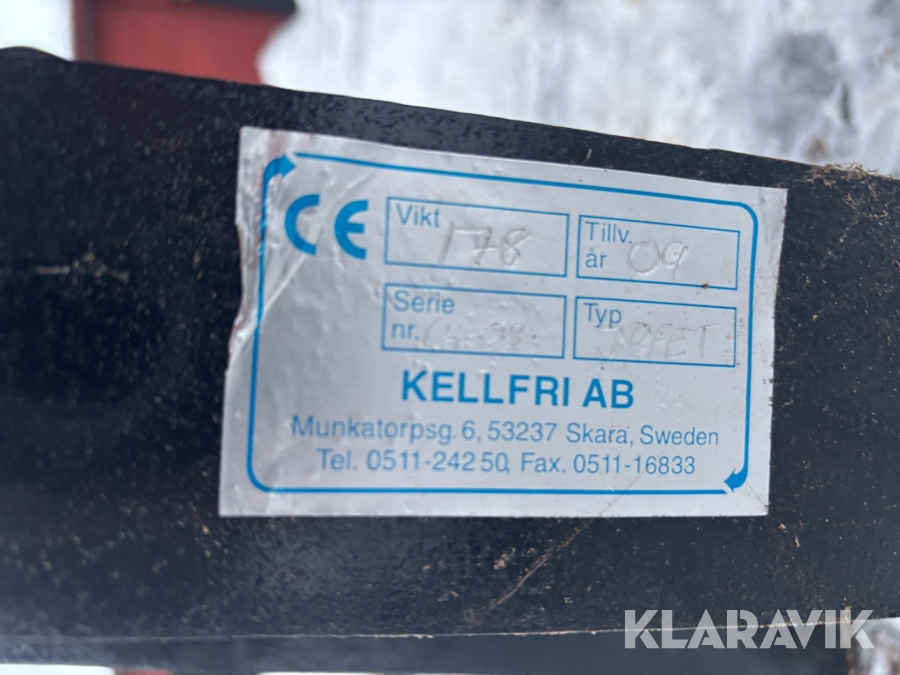 CE
Vikt 178
Tillv. år 09
Serie nr.
Typ
KELLFRI AB
Munkatorpsg. 6, 53237 Skara, Sweden
Tel. 0511-242 50, Fax. 0511-16833
KLARAVIK